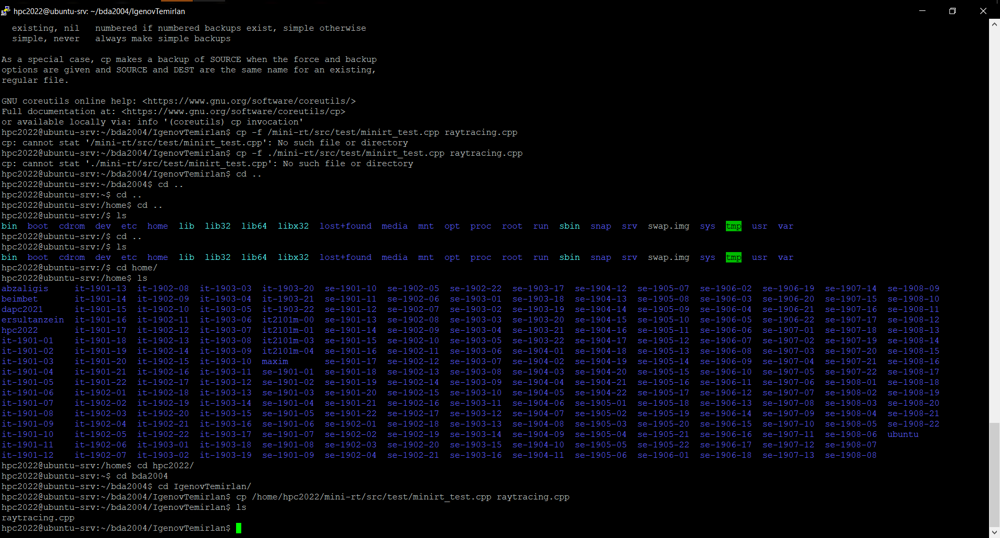 hpc2022@ubuntu-srv: ~/bda2004/IgenovTemirlan
  existing, nil   numbered if numbered backups exist, simple otherwise
  simple, never   always make simple backups
As a special case, cp makes a backup of SOURCE when the force and backup
options are given and SOURCE and DEST are the same name for an existing,
regular file.
GNU coreutils online help: <https://www.gnu.org/software/coreutils/>
Full documentation at: <https://www.gnu.org/software/coreutils/cp>
or available locally via: info '(coreutils) cp invocation'
hpc2022@ubuntu-srv:~/bda2004/IgenovTemirlan$ cp -f /mini-rt/src/test/minirt_test.cpp raytracing.cpp
cp: cannot stat '/mini-rt/src/test/minirt_test.cpp': No such file or directory
hpc2022@ubuntu-srv:~/bda2004/IgenovTemirlan$ cp -f ./mini-rt/src/test/minirt_test.cpp raytracing.cpp
cp: cannot stat './mini-rt/src/test/minirt_test.cpp': No such file or directory
hpc2022@ubuntu-srv:~/bda2004/IgenovTemirlan$ cd ..
hpc2022@ubuntu-srv:~/bda2004$ cd ..
hpc2022@ubuntu-srv:~$ cd ..
hpc2022@ubuntu-srv:/home$ cd ..
hpc2022@ubuntu-srv:/$ ls
bin  boot  cdrom  dev  etc  home  lib  lib32  lib64  libx32  lost+found  media  mnt  opt  proc  root  run  sbin  snap  srv  swap.img  sys  tmp  usr  var
hpc2022@ubuntu-srv:/$ cd ..
hpc2022@ubuntu-srv:/$ ls
bin  boot  cdrom  dev  etc  home  lib  lib32  lib64  libx32  lost+found  media  mnt  opt  proc  root  run  sbin  snap  srv  swap.img  sys  tmp  usr  var
hpc2022@ubuntu-srv:/$ cd home/
hpc2022@ubuntu-srv:/home$ ls
abzaligis     it-1901-13  it-1902-08  it-1903-03  it-1903-20  se-1901-10  se-1902-05  se-1902-22  se-1903-17  se-1904-12  se-1905-07  se-1906-02  se-1906-19  se-1907-14  se-1908-09
beimbet       it-1901-14  it-1902-09  it-1903-04  it-1903-21  se-1901-11  se-1902-06  se-1903-01  se-1903-18  se-1904-13  se-1905-08  se-1906-03  se-1906-20  se-1907-15  se-1908-10
dapc2021      it-1901-15  it-1902-10  it-1903-05  it-1903-22  se-1901-12  se-1902-07  se-1903-02  se-1903-19  se-1904-14  se-1905-09  se-1906-04  se-1906-21  se-1907-16  se-1908-11
ersultanzein  it-1901-16  it-1902-11  it-1903-06  it2101m-00  se-1901-13  se-1902-08  se-1903-03  se-1903-20  se-1904-15  se-1905-10  se-1906-05  se-1906-22  se-1907-17  se-1908-12
hpc2022       it-1901-17  it-1902-12  it-1903-07  it2101m-01  se-1901-14  se-1902-09  se-1903-04  se-1903-21  se-1904-16  se-1905-11  se-1906-06  se-1907-01  se-1907-18  se-1908-13
it-1901-01    it-1901-18  it-1902-13  it-1903-08  it2101m-03  se-1901-15  se-1902-10  se-1903-05  se-1903-22  se-1904-17  se-1905-12  se-1906-07  se-1907-02  se-1907-19  se-1908-14
it-1901-02    it-1901-19  it-1902-14  it-1903-09  it2101m-04  se-1901-16  se-1902-11  se-1903-06  se-1904-01  se-1904-18  se-1905-13  se-1906-08  se-1907-03  se-1907-20  se-1908-15
it-1901-03    it-1901-20  it-1902-15  it-1903-10  maxim       se-1901-17  se-1902-12  se-1903-07  se-1904-02  se-1904-19  se-1905-14  se-1906-09  se-1907-04  se-1907-21  se-1908-16
it-1901-04    it-1901-21  it-1902-16  it-1903-11  se-1901-01  se-1901-18  se-1902-13  se-1903-08  se-1904-03  se-1904-20  se-1905-15  se-1906-10  se-1907-05  se-1907-22  se-1908-17
it-1901-05    it-1901-22  it-1902-17  it-1903-12  se-1901-02  se-1901-19  se-1902-14  se-1903-09  se-1904-04  se-1904-21  se-1905-16  se-1906-11  se-1907-06  se-1908-01  se-1908-18
it-1901-06    it-1902-01  it-1902-18  it-1903-13  se-1901-03  se-1901-20  se-1902-15  se-1903-10  se-1904-05  se-1904-22  se-1905-17  se-1906-12  se-1907-07  se-1908-02  se-1908-19
it-1901-07    it-1902-02  it-1902-19  it-1903-14  se-1901-04  se-1901-21  se-1902-16  se-1903-11  se-1904-06  se-1905-01  se-1905-18  se-1906-13  se-1907-08  se-1908-03  se-1908-20
it-1901-08    it-1902-03  it-1902-20  it-1903-15  se-1901-05  se-1901-22  se-1902-17  se-1903-12  se-1904-07  se-1905-02  se-1905-19  se-1906-14  se-1907-09  se-1908-04  se-1908-21
it-1901-09    it-1902-04  it-1902-21  it-1903-16  se-1901-06  se-1902-01  se-1902-18  se-1903-13  se-1904-08  se-1905-03  se-1905-20  se-1906-15  se-1907-10  se-1908-05  se-1908-22
it-1901-10    it-1902-05  it-1902-22  it-1903-17  se-1901-07  se-1902-02  se-1902-19  se-1903-14  se-1904-09  se-1905-04  se-1905-21  se-1906-16  se-1907-11  se-1908-06  ubuntu
it-1901-11    it-1902-06  it-1903-01  it-1903-18  se-1901-08  se-1902-03  se-1902-20  se-1903-15  se-1904-10  se-1905-05  se-1905-22  se-1906-17  se-1907-12  se-1908-07
it-1901-12    it-1902-07  it-1903-02  it-1903-19  se-1901-09  se-1902-04  se-1902-21  se-1903-16  se-1904-11  se-1905-06  se-1906-01  se-1906-18  se-1907-13  se-1908-08
hpc2022@ubuntu-srv:/home$ cd hpc2022/
hpc2022@ubuntu-srv:~$ cd bda2004
hpc2022@ubuntu-srv:~/bda2004$ cd IgenovTemirlan/
hpc2022@ubuntu-srv:~/bda2004/IgenovTemirlan$ cp /home/hpc2022/mini-rt/src/test/minirt_test.cpp raytracing.cpp
hpc2022@ubuntu-srv:~/bda2004/IgenovTemirlan$ ls
raytracing.cpp
hpc2022@ubuntu-srv:~/bda2004/IgenovTemirlan$